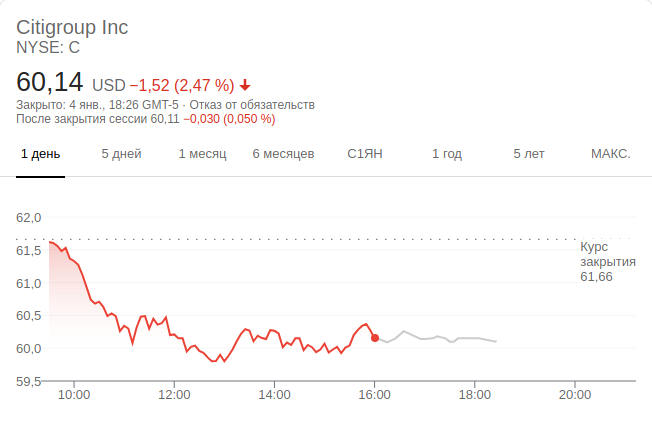 Citigroup Inc
NYSE: C
60,14 USD −1,52 (2,47 %)
Закрыто: 4 янв., 18:26 GMT-5 · Отказ от обязательств
После закрытия сессии 60,11 −0,030 (0,050 %)
1 день 5 дней 1 месяц 6 месяцев С1ЯН 1 год 5 лет МАКС.
62,0
61,5
61,0
60,5
60,0
59,5
Курс
закрытия
61,66
10:00 12:00 14:00 16:00 18:00 20:00